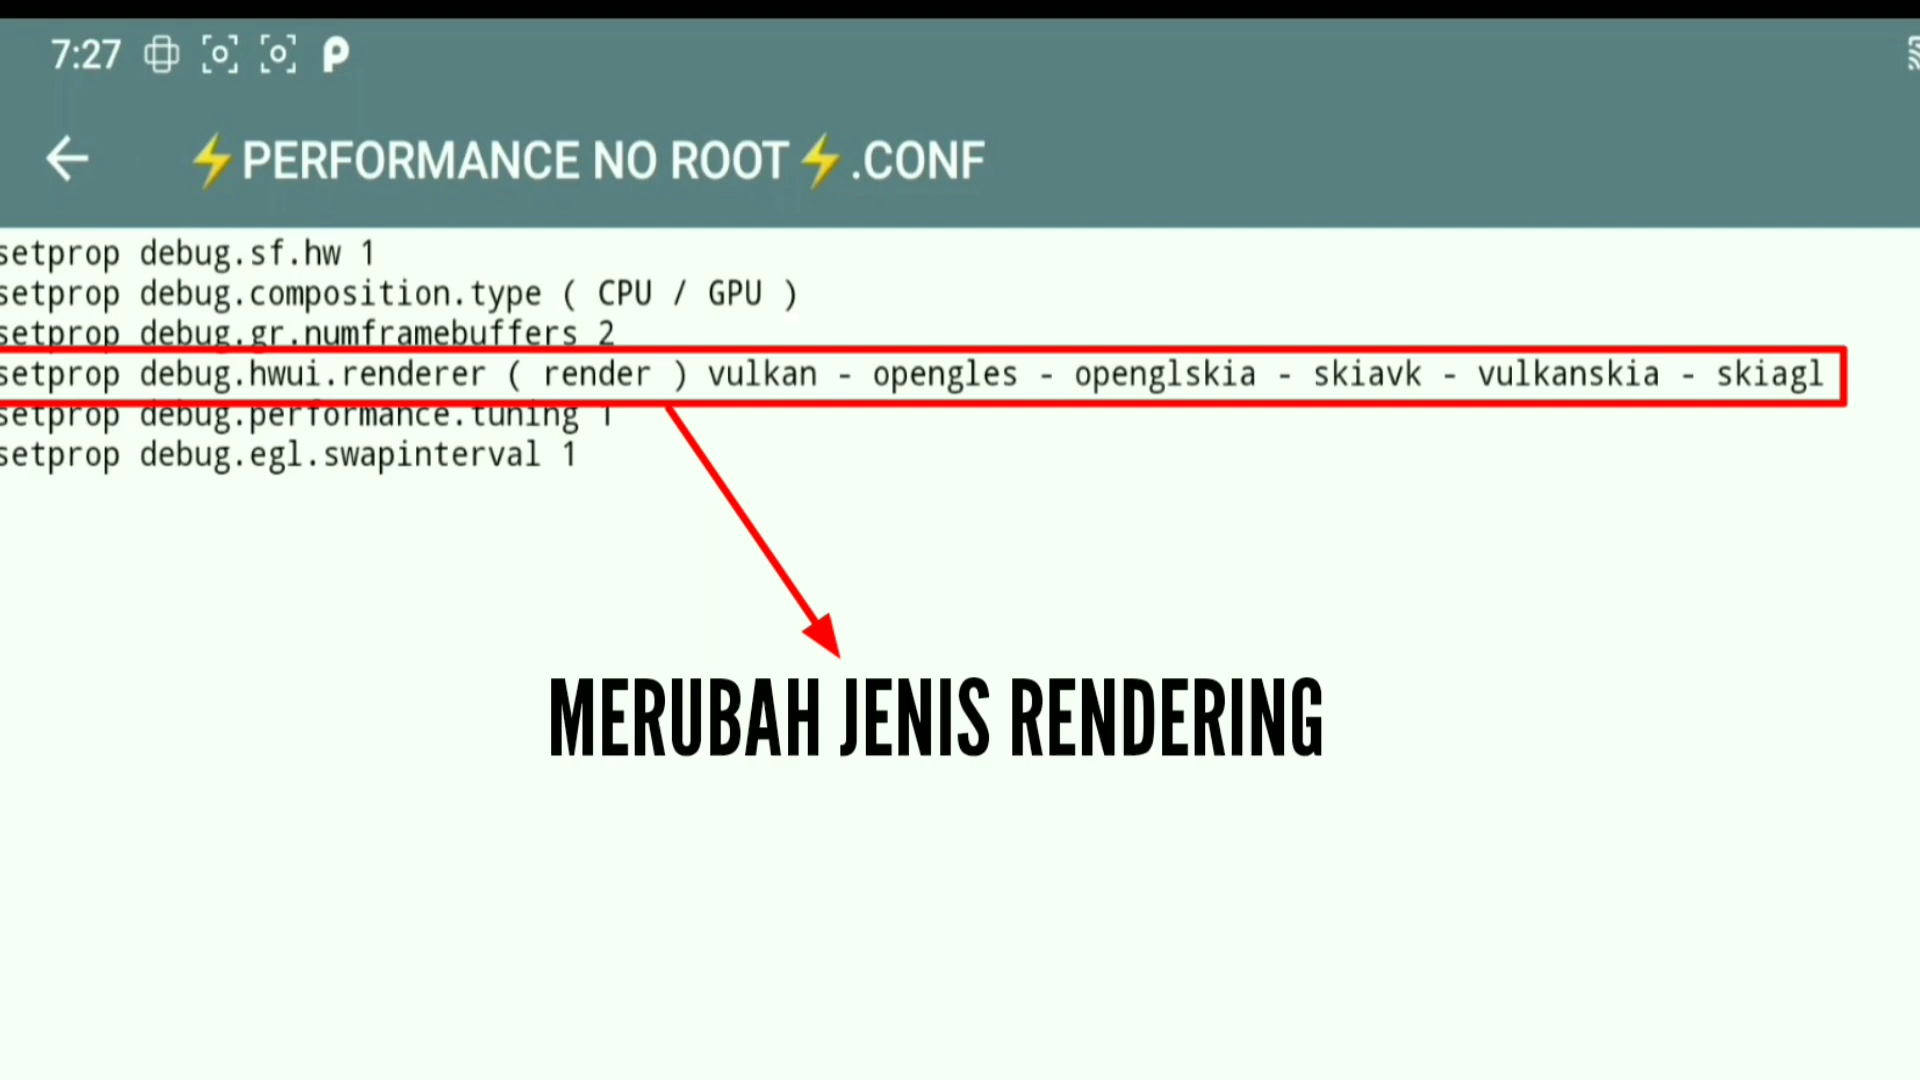 7:27
⚡PERFORMANCE NO ROOT⚡.CONF
setprop debug.sf.hw 1
setprop debug.composition.type ( CPU / GPU )
setprop debug.gr.numframebuffers 2
setprop debug.hwui.renderer ( render ) vulkan - opengles - openglskia - skiavk - vulkanskia - skiagl
setprop debug.performance.tuning 1
setprop debug.egl.swapinterval 1
MERUBAH JENIS RENDERING